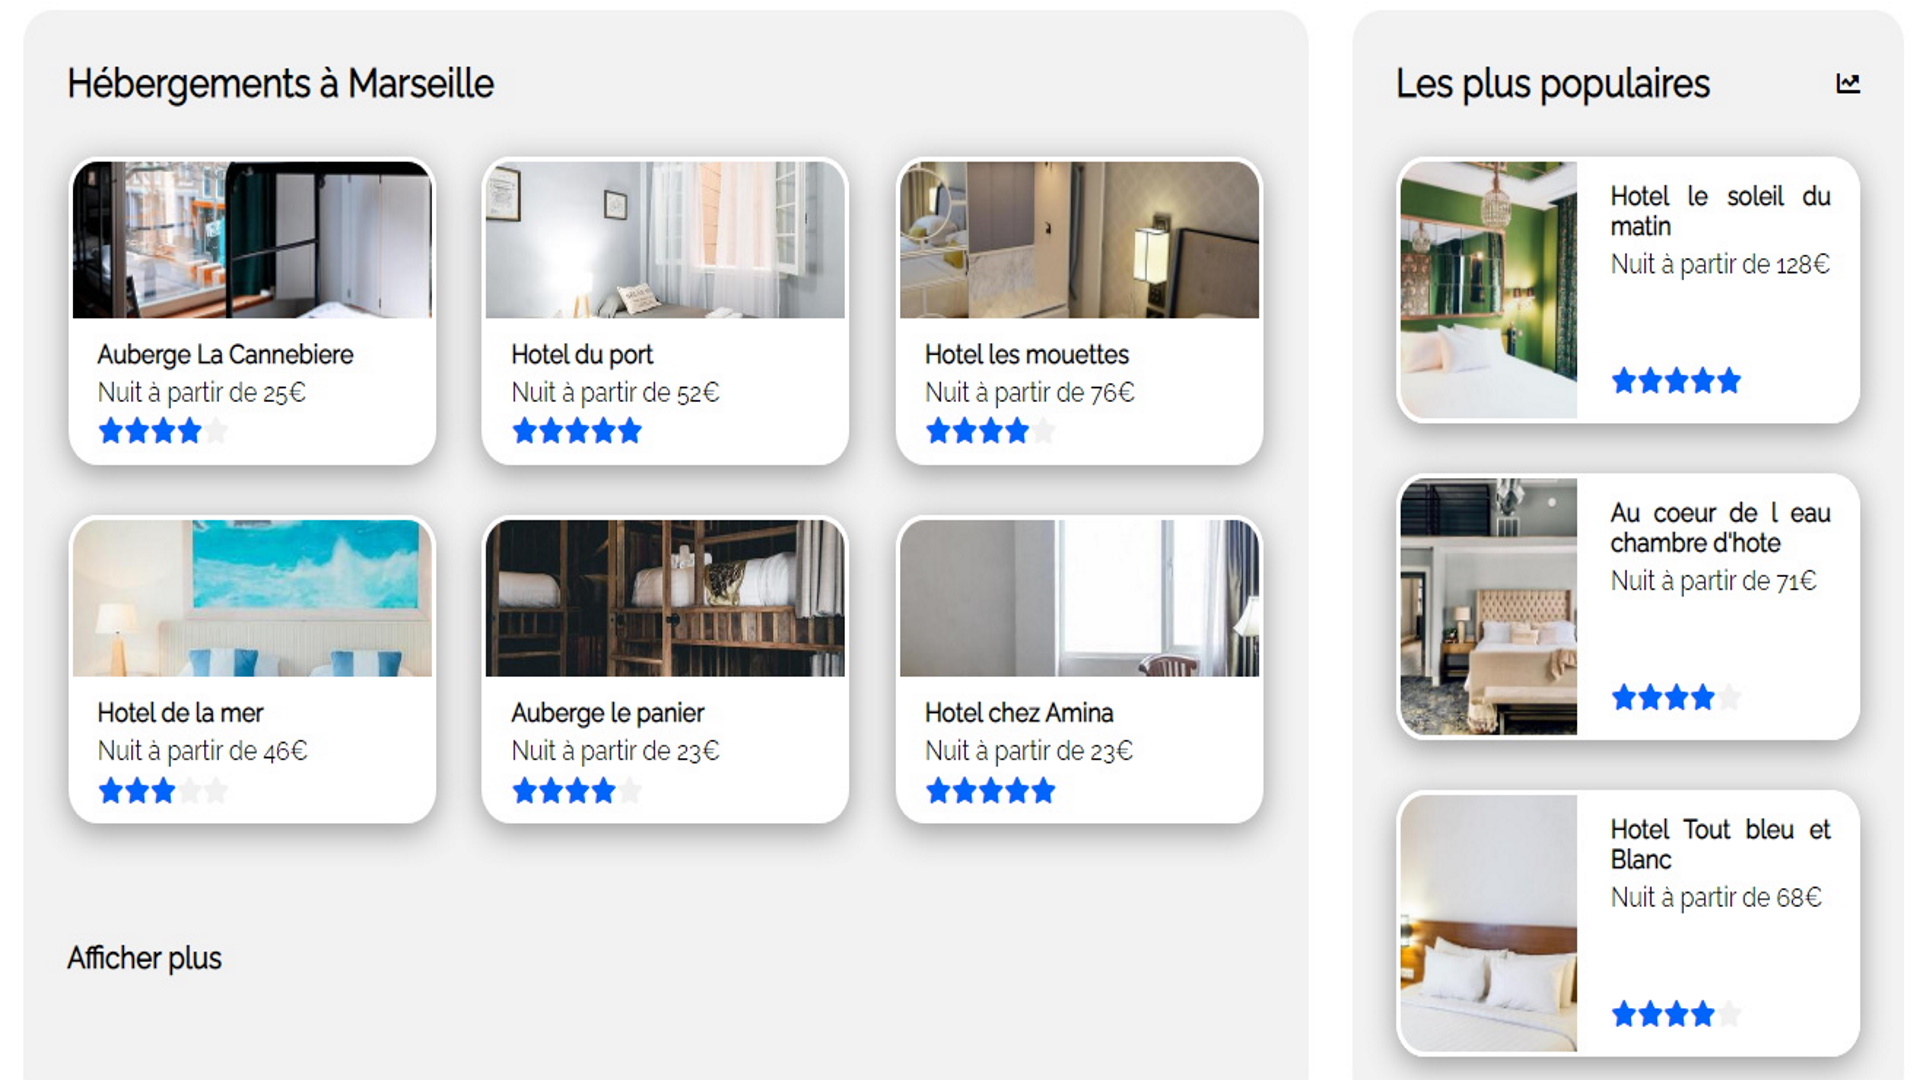 Hébergements à Marseille
Auberge La Cannebiere
Nuit à partir de 25€
Hotel du port
Nuit à partir de 52€
Hotel les mouettes
Nuit à partir de 76€
Hotel de la mer
Nuit à partir de 46€
Auberge le panier
Nuit à partir de 23€
Hotel chez Amina
Nuit à partir de 23€
Afficher plus
Les plus populaires
Hotel le soleil du
matin
Nuit à partir de 128€
Au coeur de l eau
chambre d'hote
Nuit à partir de 71€
Hotel Tout bleu et
Blanc
Nuit à partir de 68€